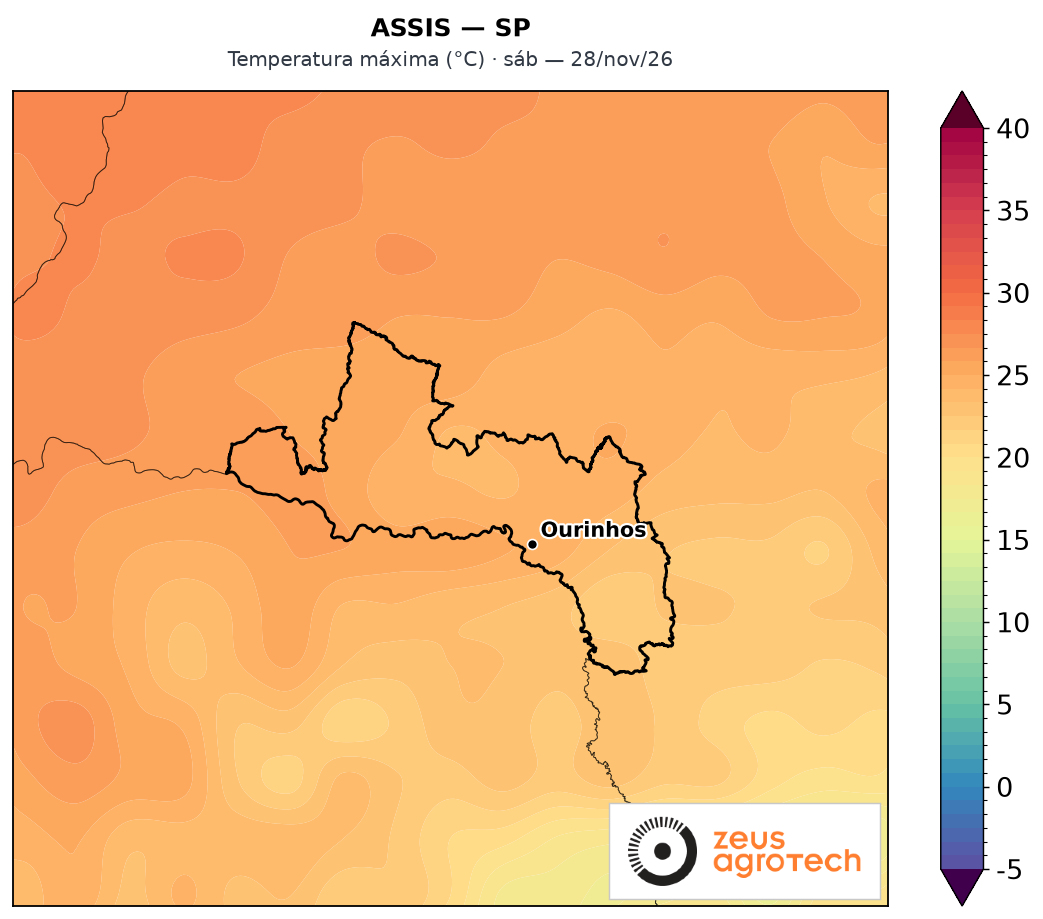 ASSIS — SP
Temperatura máxima (°C) · sáb — 28/nov/26
40
35
30
25
20
15
10
5
0
-5
Ourinhos
zeus
agrotech